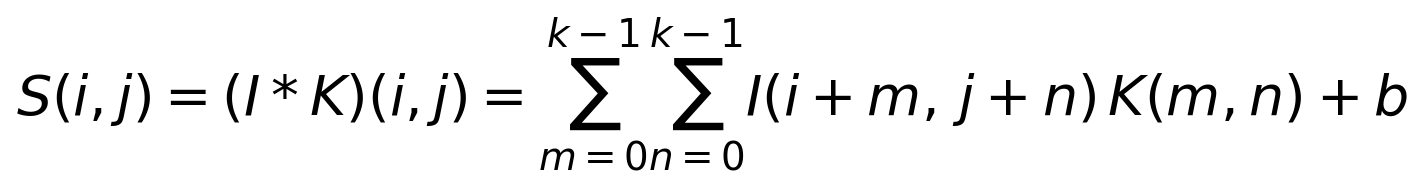 S(i, j) = (I * K)(i, j) = \sum_{m=0}^{k-1} \sum_{n=0}^{k-1} I(i + m, j + n) K(m, n) + b